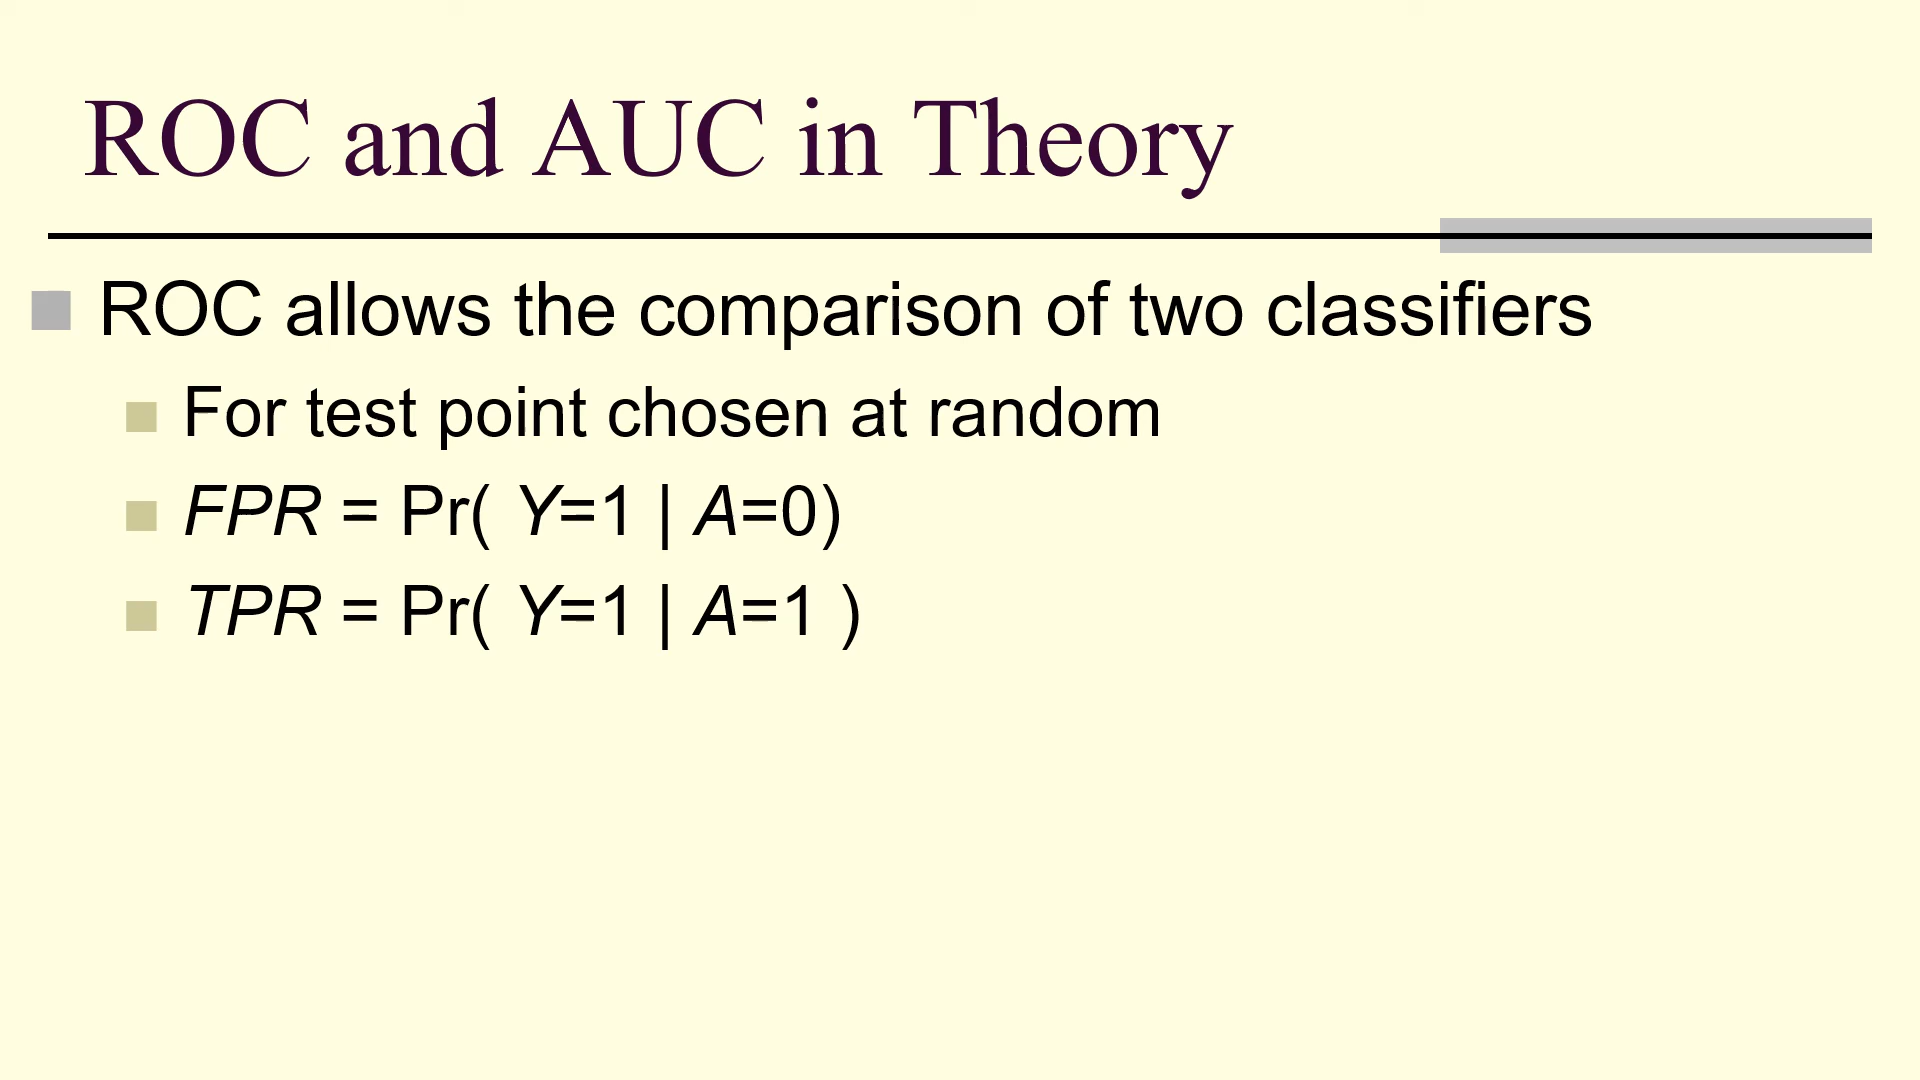 ROC and AUC in Theory
ROC allows the comparison of two classifiers
For test point chosen at random
FPR = Pr( Y=1 | A=0)
TPR = Pr( Y=1 | A=1 )